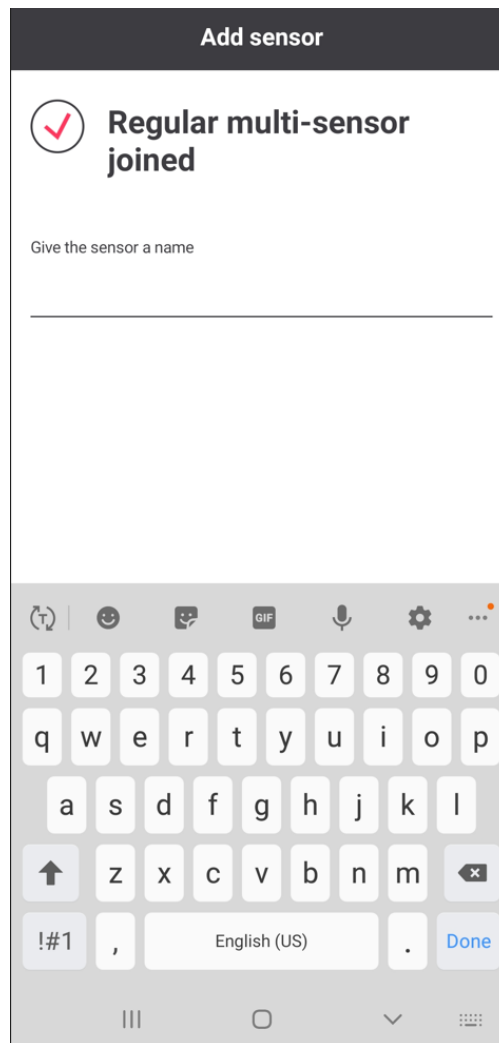 Add sensor
Regular multi-sensor
joined
Give the sensor a name
T GIF
1 2 3 4 5 6 7 8 9 0
q w e r t y u i o p
a s d f g h j k l
z x c v b n m
!#1 , English (US) . Done